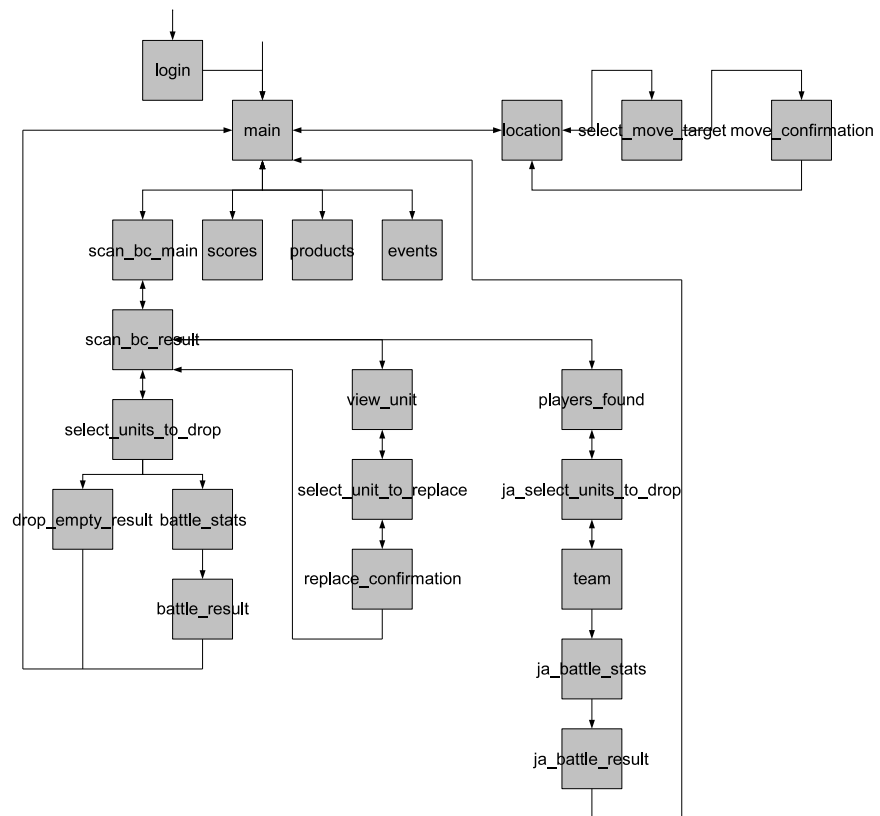 login
main
location
select_move_target
move_confirmation
scan_bc_main
scores
products
events
scan_bc_result
view_unit
players_found
select_units_to_drop
select_unit_to_replace
ja_select_units_to_drop
drop_empty_result
battle_stats
replace_confirmation
team
battle_result
ja_battle_stats
ja_battle_result